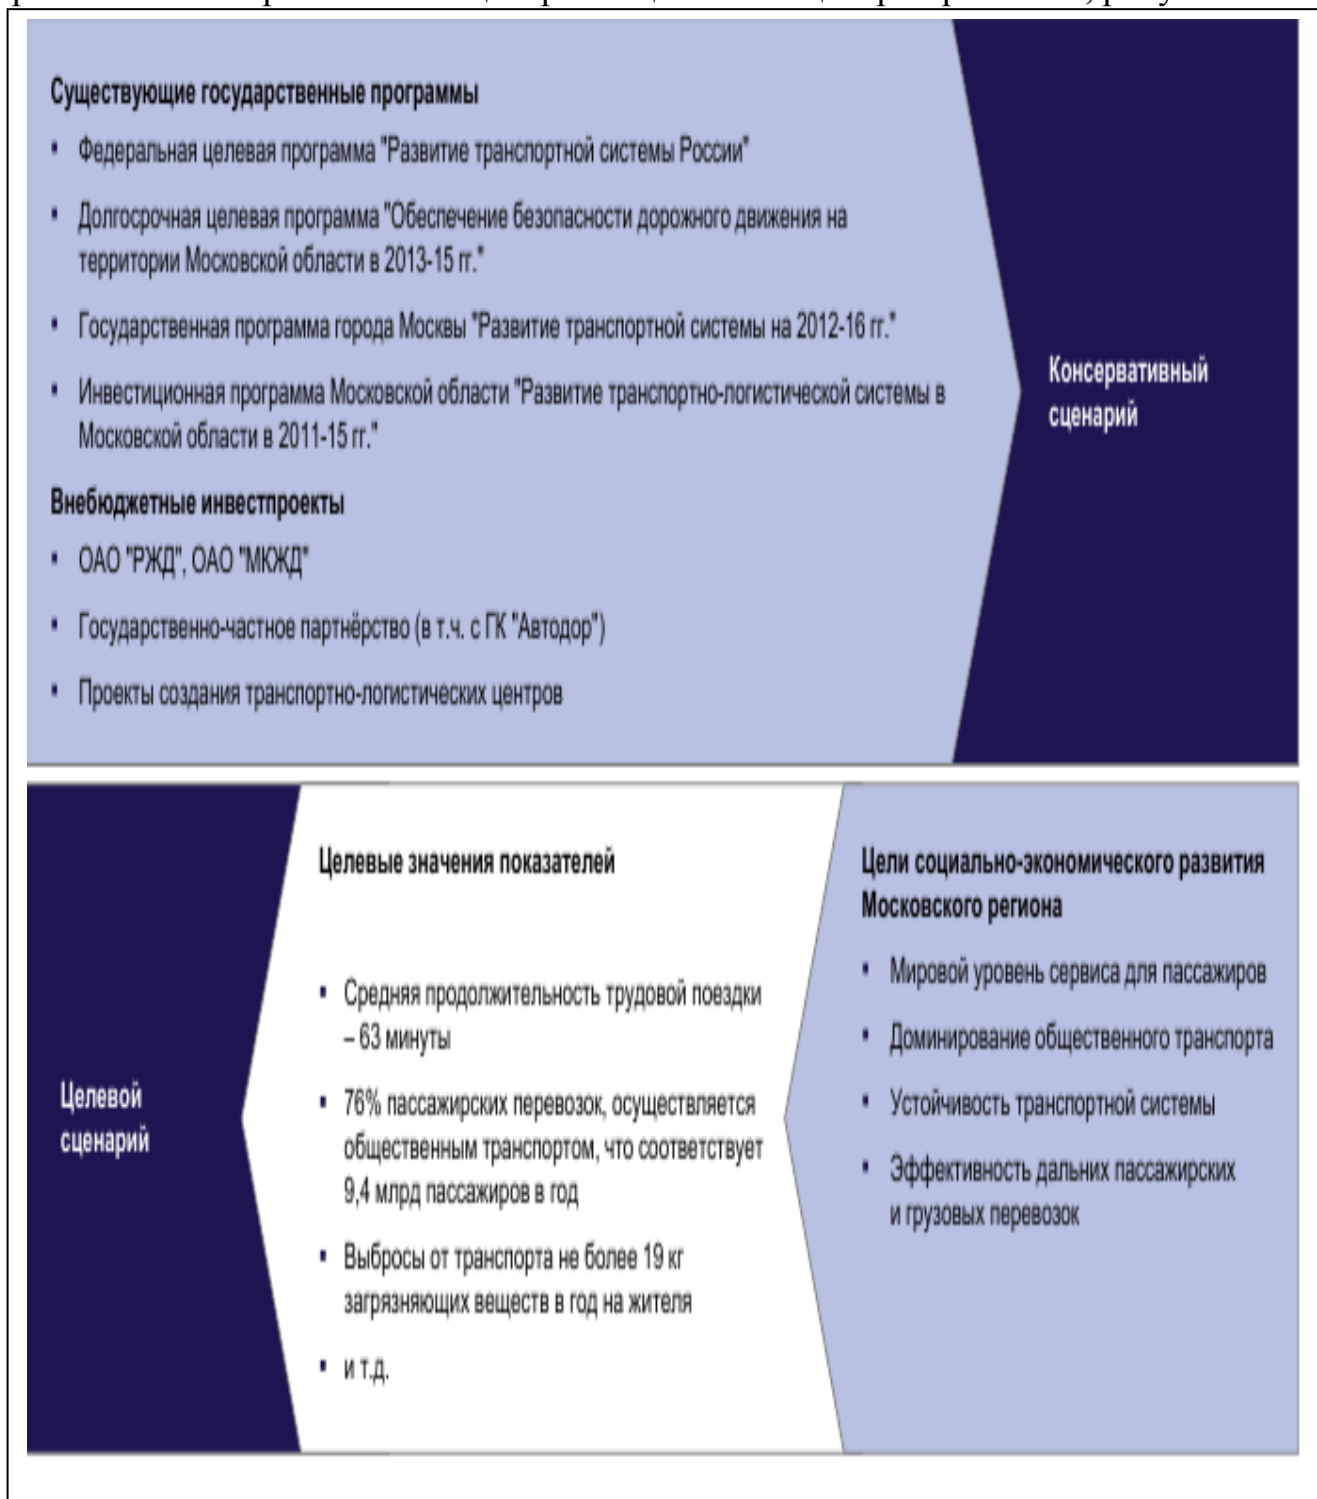 Существующие государственные программы
▪ Федеральная целевая программа "Развитие транспортной системы России"
▪ Долгосрочная целевая программа "Обеспечение безопасности дорожного движения на
территории Московской области в 2013-15 гг."
▪ Государственная программа города Москвы "Развитие транспортной системы на 2012-16 гг."
▪ Инвестиционная программа Московской области "Развитие транспортно-логистической системы в
Московской области в 2011-15 гг."
Внебюджетные инвестпроекты
▪ ОАО "РЖД", ОАО "МКЖД"
▪ Государственно-частное партнёрство (в т.ч. с ГК "Автодор")
▪ Проекты создания транспортно-логистических центров
Консервативный
сценарий
Целевой
сценарий
Целевые значения показателей
▪ Средняя продолжительность трудовой поездки
– 63 минуты
▪ 76% пассажирских перевозок, осуществляется
общественным транспортом, что соответствует
9,4 млрд пассажиров в год
▪ Выбросы от транспорта не более 19 кг
загрязняющих веществ в год на жителя
▪ и т.д.
Цели социально-экономического развития
Московского региона
▪ Мировой уровень сервиса для пассажиров
▪ Доминирование общественного транспорта
▪ Устойчивость транспортной системы
▪ Эффективность дальних пассажирских
и грузовых перевозок